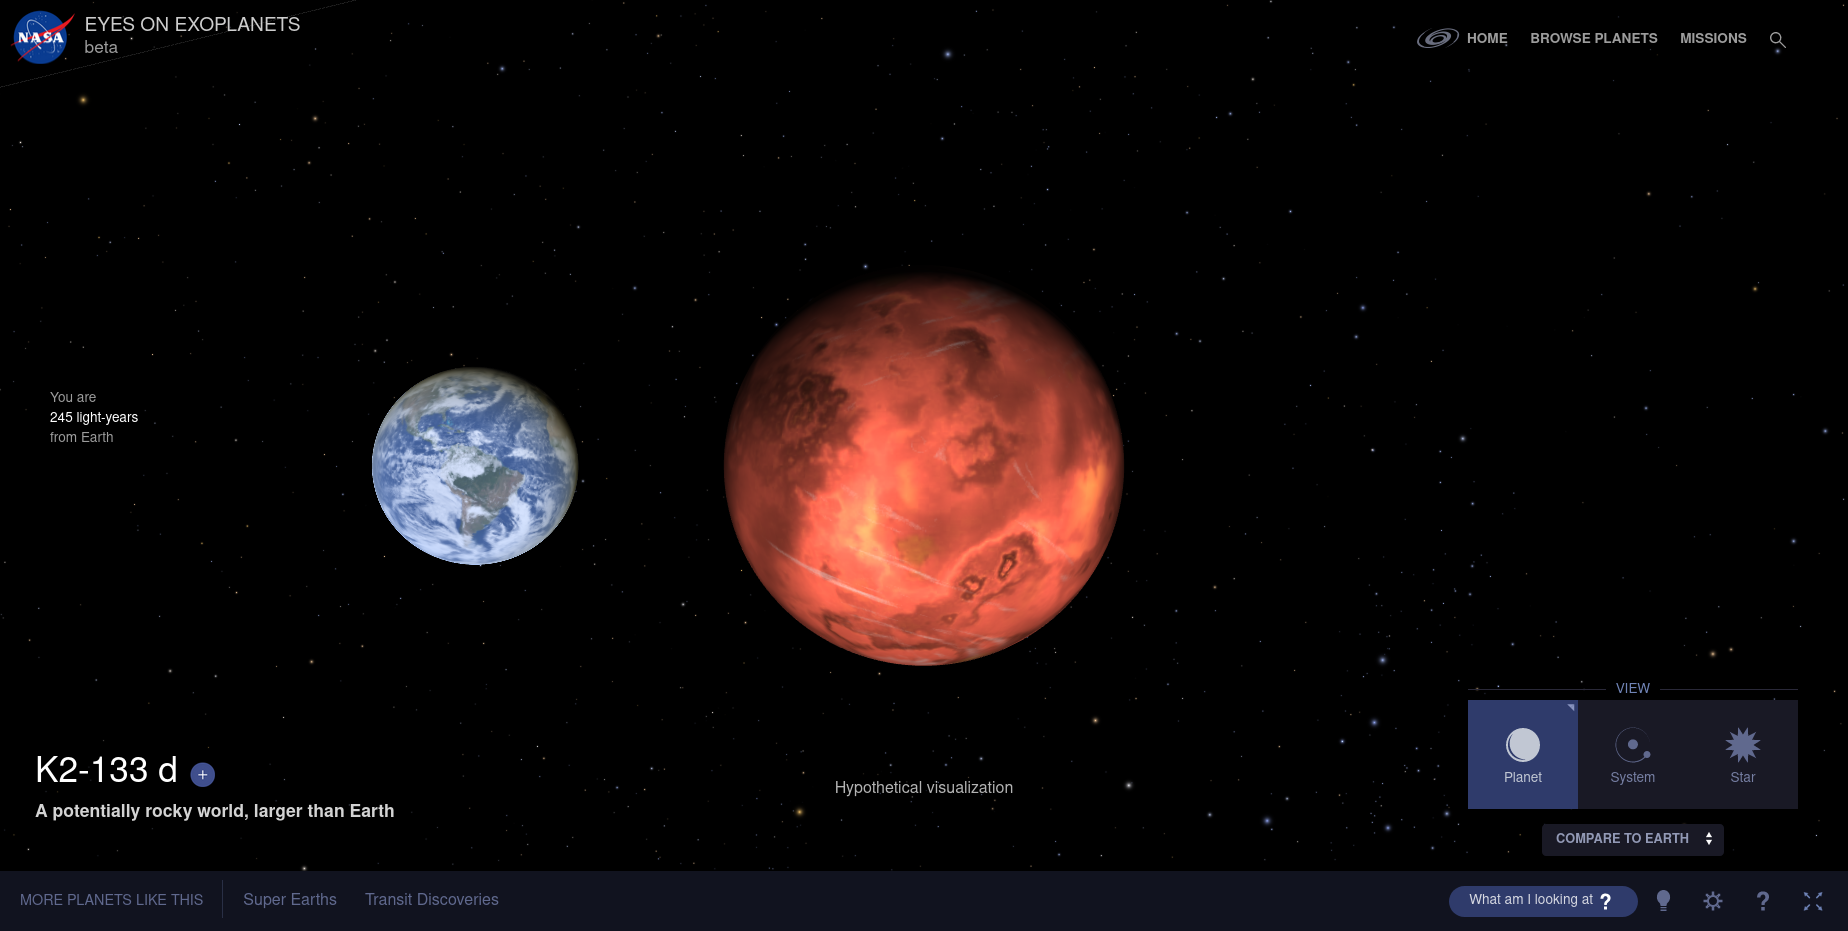 NASA
EYES ON EXOPLANETS
beta
HOME
BROWSE PLANETS
MISSIONS
You are
245 light-years
from Earth
K2-133 d +
A potentially rocky world, larger than Earth
Hypothetical visualization
VIEW
Planet
System
Star
COMPARE TO EARTH
MORE PLANETS LIKE THIS
Super Earths
Transit Discoveries
What am I looking at ?
?